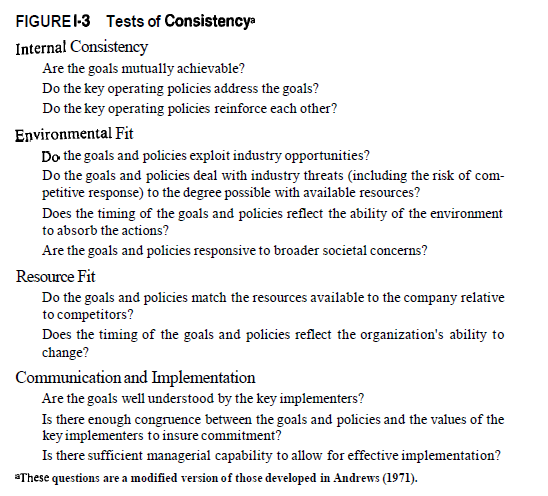 FIGURE I-3 Tests of Consistencyª
Internal Consistency
Are the goals mutually achievable?
Do the key operating policies address the goals?
Do the key operating policies reinforce each other?
Environmental Fit
Do the goals and policies exploit industry opportunities?
Do the goals and policies deal with industry threats (including the risk of com-
petitive response) to the degree possible with available resources?
Does the timing of the goals and policies reflect the ability of the environment
to absorb the actions?
Are the goals and policies responsive to broader societal concerns?
Resource Fit
Do the goals and policies match the resources available to the company relative
to competitors?
Does the timing of the goals and policies reflect the organization's ability to
change?
Communication and Implementation
Are the goals well understood by the key implementers?
Is there enough congruence between the goals and policies and the values of the
key implementers to insure commitment?
Is there sufficient managerial capability to allow for effective implementation?
ªThese questions are a modified version of those developed in Andrews (1971).